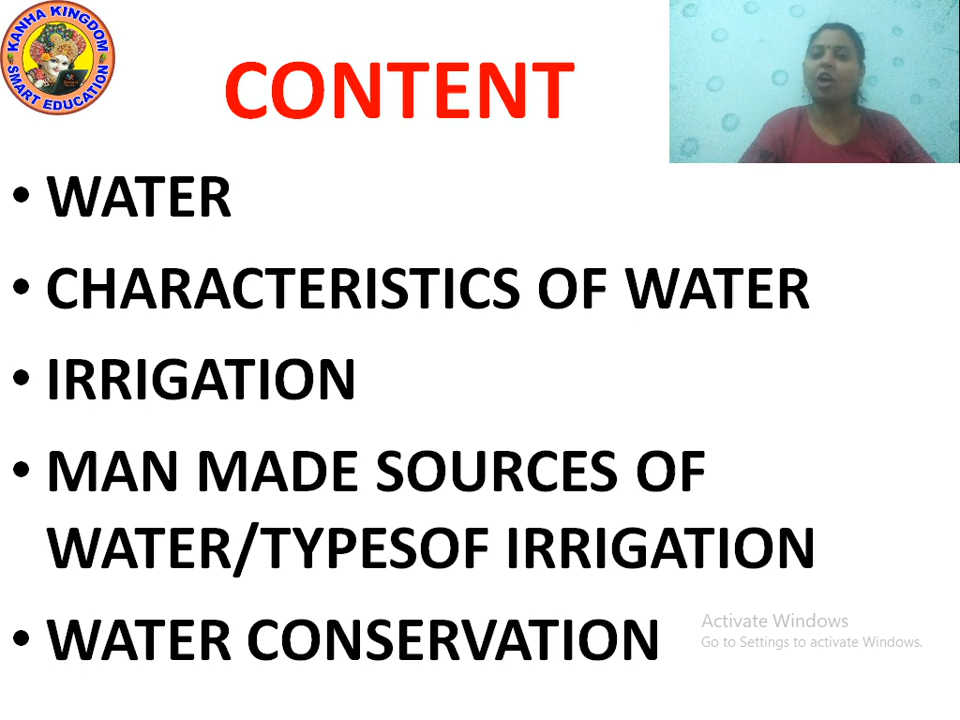 KANHA KINGDOM
SMART EDUCATION
CONTENT
• WATER
• CHARACTERISTICS OF WATER
• IRRIGATION
• MAN MADE SOURCES OF
WATER/TYPESOF IRRIGATION
• WATER CONSERVATION
Activate Windows
Go to Settings to activate Windows.